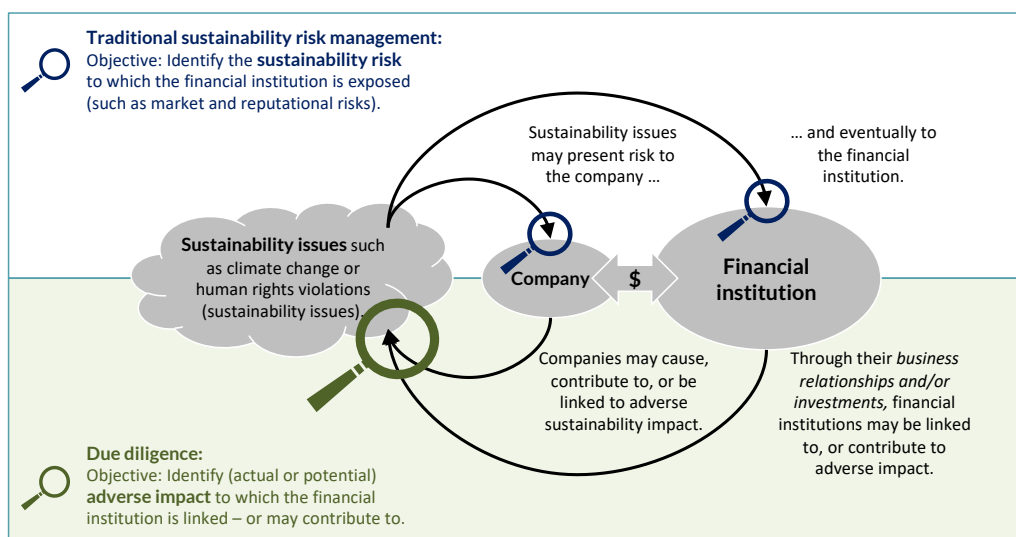 Traditional sustainability risk management:
Objective: Identify the sustainability risk
to which the financial institution is exposed
(such as market and reputational risks).
Sustainability issues
may present risk to
the company …
… and eventually to
the financial
institution.
Sustainability issues such
as climate change or
human rights violations
(sustainability issues).
Company
$
Financial
institution
Companies may cause,
contribute to, or be
linked to adverse
sustainability impact.
Through their business
relationships and/or
investments, financial
institutions may be linked
to, or contribute to
adverse impact.
Due diligence:
Objective: Identify (actual or potential)
adverse impact to which the financial
institution is linked – or may contribute to.